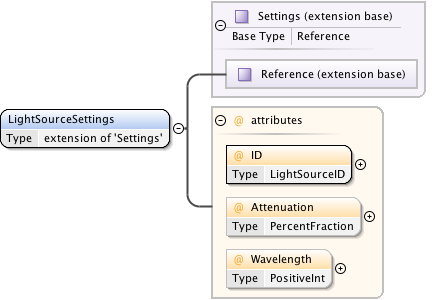 Settings (extension base)
Base Type Reference
Reference (extension base)
LightSourceSettings
Type extension of 'Settings'
@ attributes
@ ID
Type LightSourceID
@ Attenuation
Type PercentFraction
@ Wavelength
Type PositiveInt